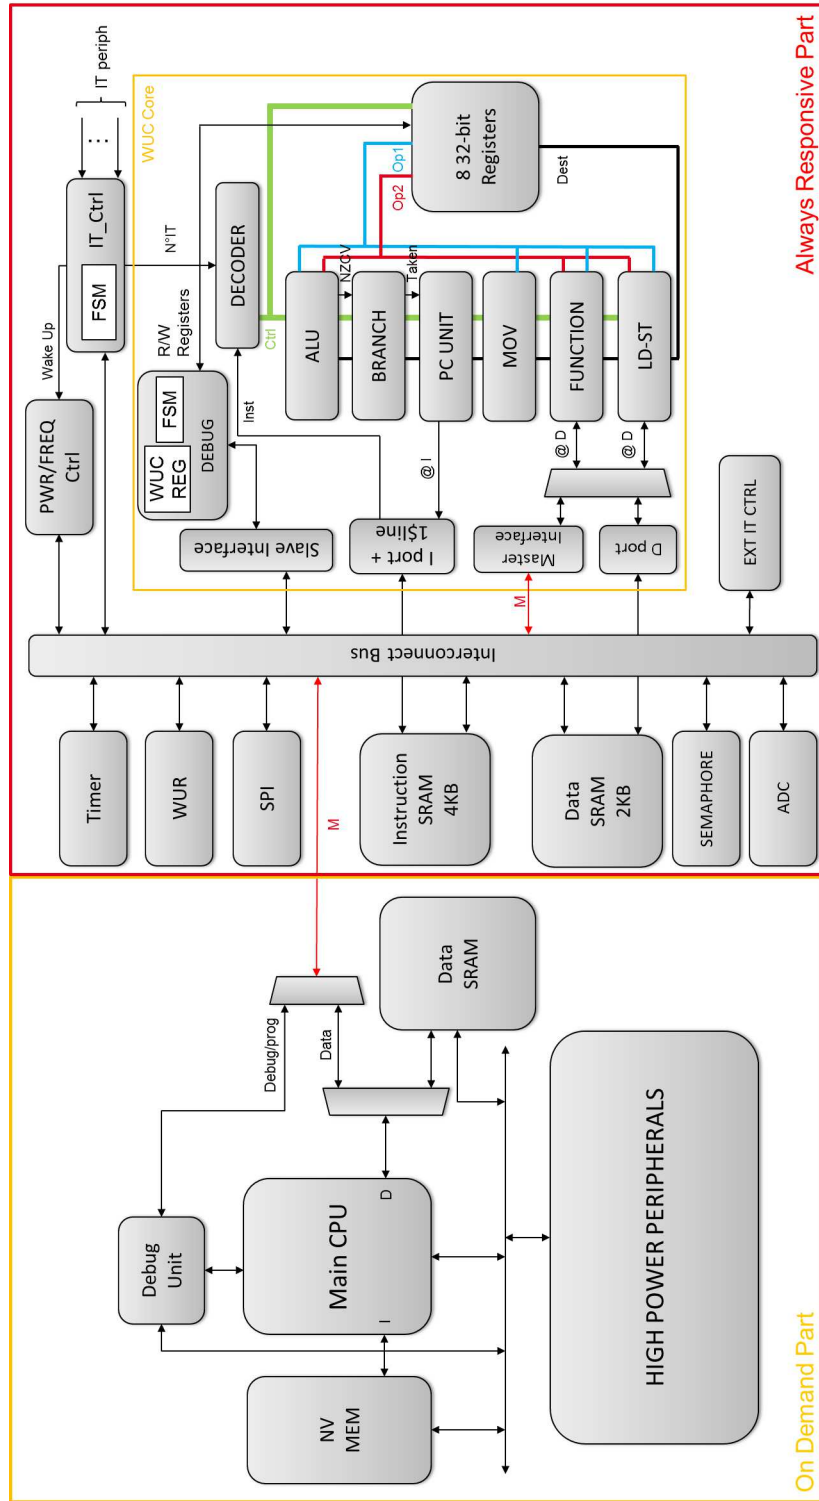 On Demand Part
NV
MEM
Debug
Unit
Main CPU
I
D
Debug/prog
Data
Data
SRAM
HIGH POWER PERIPHERALS
Always Responsive Part
Timer
WUR
SPI
M
Instruction
SRAM
4KB
Data
SRAM
2KB
SEMAPHORE
ADC
Interconnect Bus
PWR/FREQ
Ctrl
Wake Up
FSM
IT_Ctrl
...
IT periph
N°IT
WUC Core
WUC
REG
FSM
DEBUG
R/W
Registers
Slave Interface
Inst
DECODER
Ctrl
I port +
1$line
@ I
Master
Interface
M
D port
@ D
@ D
ALU
NZCV
BRANCH
Taken
PC UNIT
MOV
FUNCTION
LD-ST
Op2
Op1
8 32-bit
Registers
Dest
EXT IT CTRL